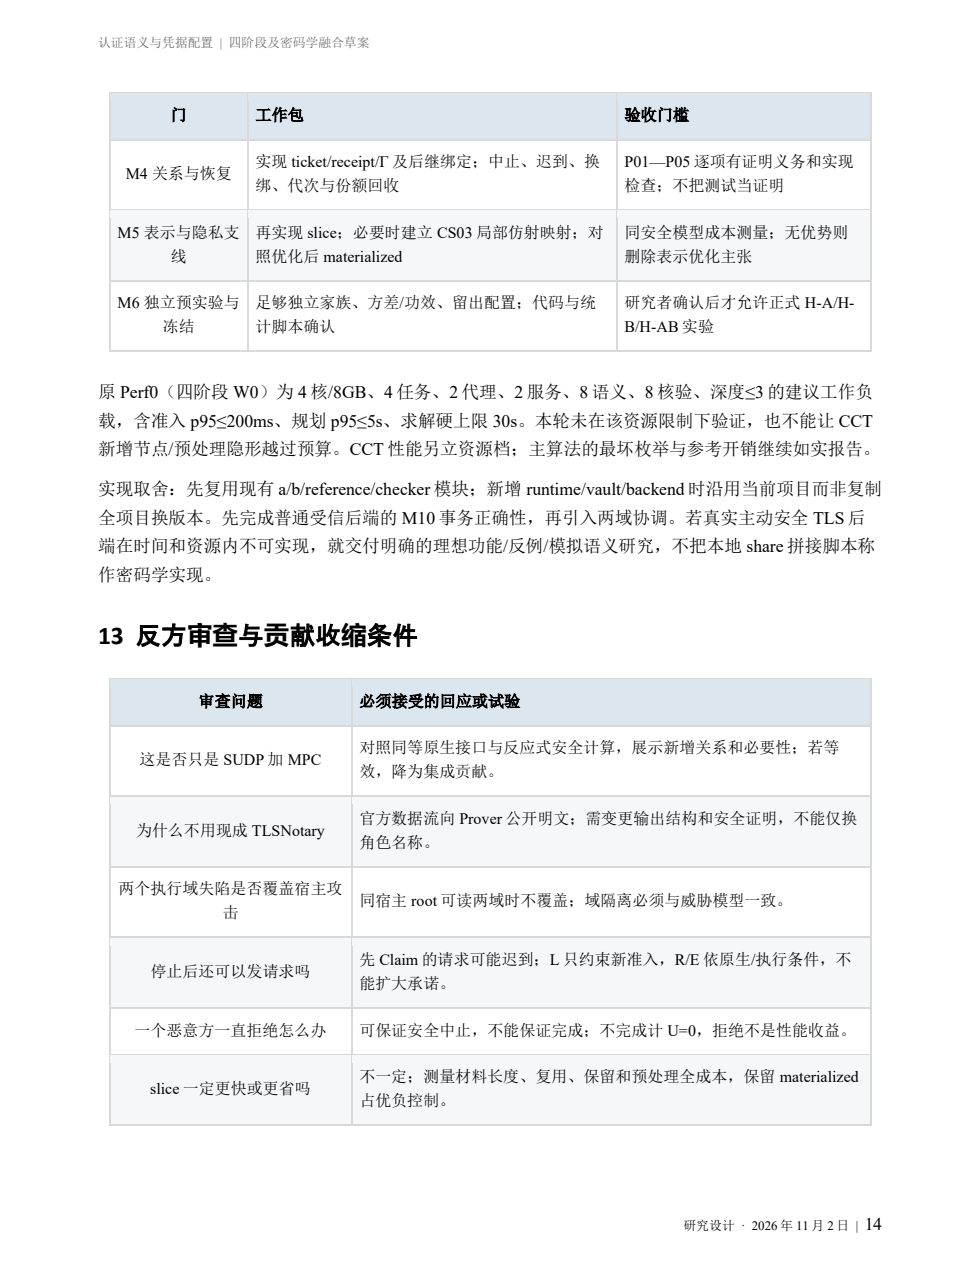 认证语义与凭据配置 | 四阶段及密码学融合草案
门 工作包 验收门槛
M4 关系与恢复
实现 ticket/receipt/Γ 及后继绑定；中止、迟到、换
绑、代次与份额回收
P01—P05 逐项有证明义务和实现
检查；不把测试当证明
M5 表示与隐私支
线
再实现 slice；必要时建立 CS03 局部仿射映射；对
照优化后 materialized
同安全模型成本测量；无优势则
删除表示优化主张
M6 独立预实验与
冻结
足够独立家族、方差/功效、留出配置；代码与统
计脚本确认
研究者确认后才允许正式 H-A/H-
B/H-AB 实验
原 Perf0（四阶段 W0）为 4 核/8GB、4 任务、2 代理、2 服务、8 语义、8 核验、深度≤3 的建议工作负
载，含准入 p95≤200ms、规划 p95≤5s、求解硬上限 30s。本轮未在该资源限制下验证，也不能让 CCT
新增节点/预处理隐形越过预算。CCT 性能另立资源档；主算法的最坏枚举与参考开销继续如实报告。
实现取舍：先复用现有 a/b/reference/checker 模块；新增 runtime/vault/backend 时沿用当前项目而非复制
全项目换版本。先完成普通受信后端的 M10 事务正确性，再引入两域协调。若真实主动安全 TLS 后
端在时间和资源内不可实现，就交付明确的理想功能/反例/模拟语义研究，不把本地 share 拼接脚本称
作密码学实现。
13 反方审查与贡献收缩条件
审查问题 必须接受的回应或试验
这是否只是 SUDP 加 MPC
对照同等原生接口与反应式安全计算，展示新增关系和必要性；若等
效，降为集成贡献。
为什么不用现成 TLSNotary
官方数据流向 Prover 公开明文；需变更输出结构和安全证明，不能仅换
角色名称。
两个执行域失陷是否覆盖宿主攻
击
同宿主 root 可读两域时不覆盖；域隔离必须与威胁模型一致。
停止后还可以发请求吗
先 Claim 的请求可能迟到；L 只约束新准入，R/E 依原生/执行条件，不
能扩大承诺。
一个恶意方一直拒绝怎么办
可保证安全中止，不能保证完成；不完成计 U=0，拒绝不是性能收益。
slice 一定更快或更省吗
不一定；测量材料长度、复用、保留和预处理全成本，保留 materialized
占优负控制。
研究设计 · 2026 年 11 月 2 日 | 14